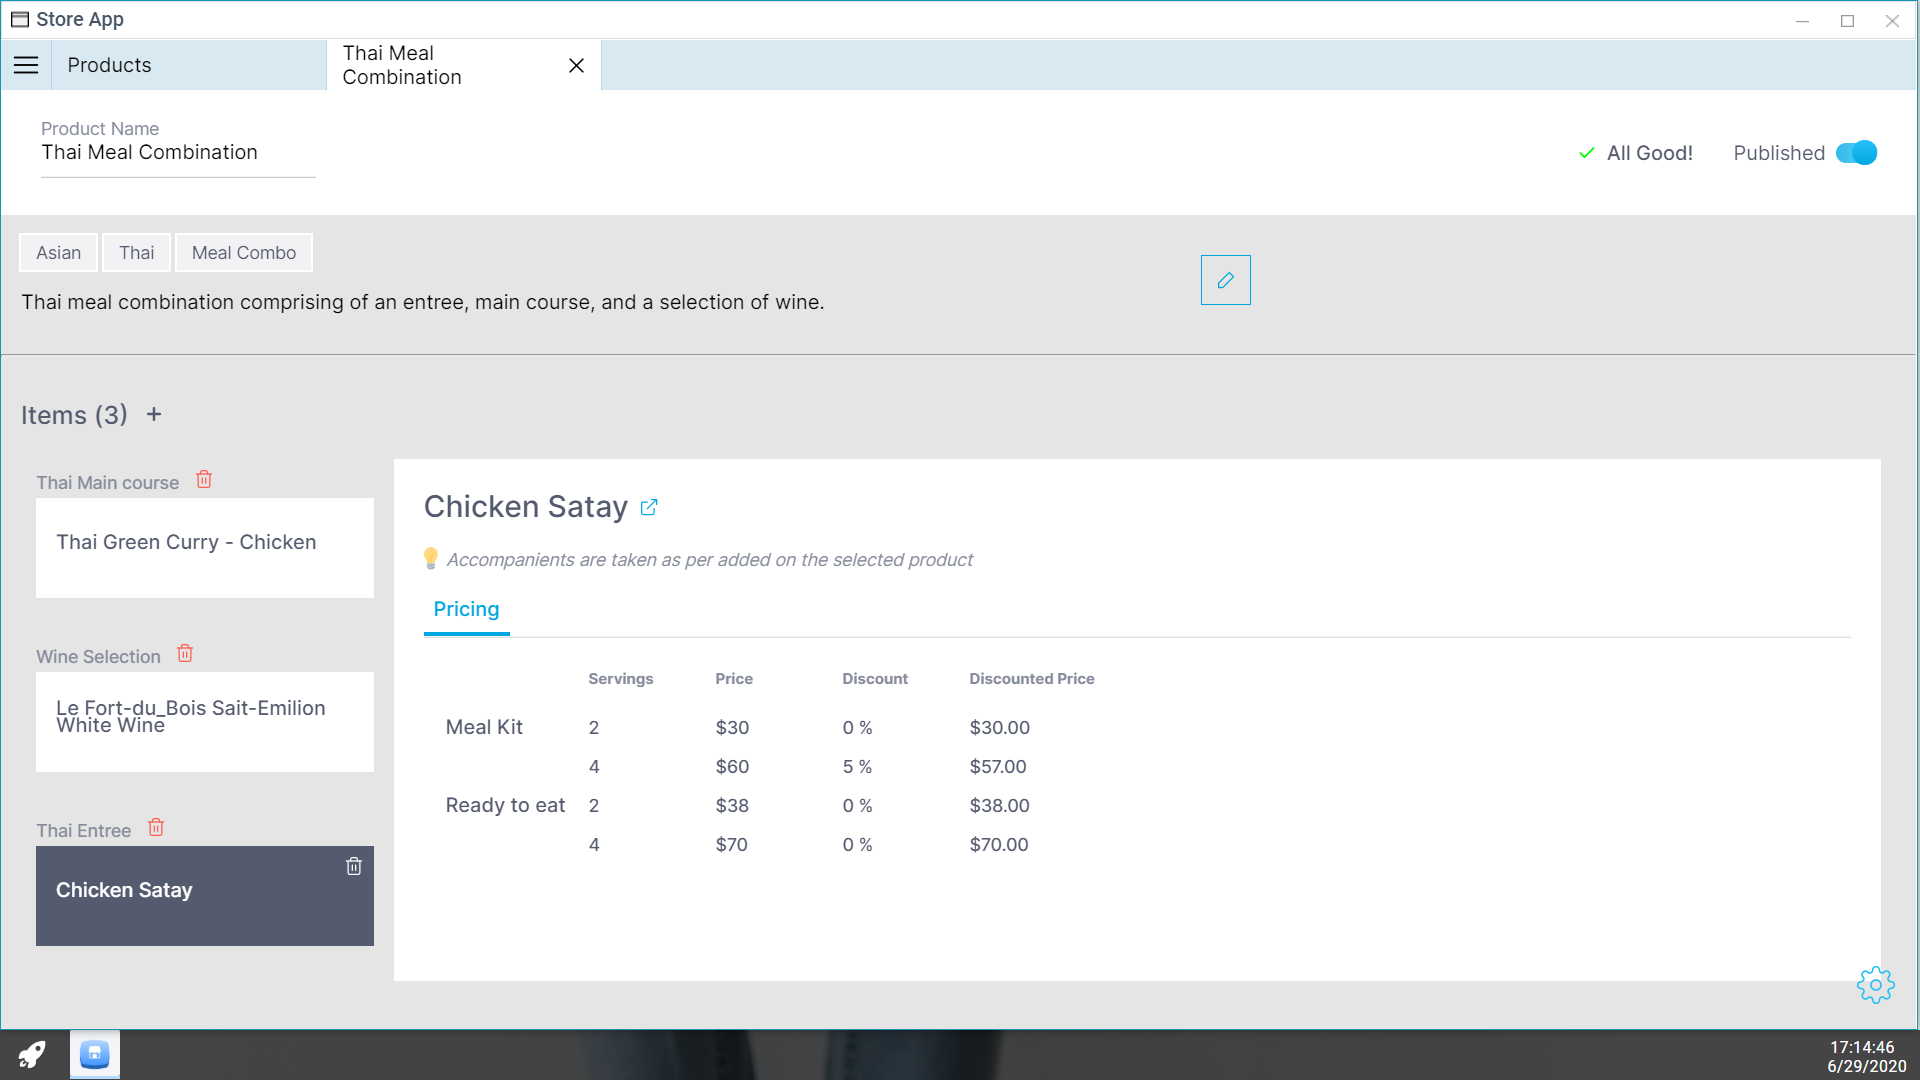 Store App
Products
Thai Meal
Combination
Product Name
Thai Meal Combination
All Good!
Published
Asian
Thai
Meal Combo
Thai meal combination comprising of an entree, main course, and a selection of wine.
Items (3) +
Thai Main course
Thai Green Curry - Chicken
Wine Selection
Le Fort-du_Bois Sait-Emilion
White Wine
Thai Entree
Chicken Satay
Chicken Satay
Accompanients are taken as per added on the selected product
Pricing
Servings Price Discount Discounted Price
Meal Kit 2 $30 0 % $30.00
4 $60 5 % $57.00
Ready to eat 2 $38 0 % $38.00
4 $70 0 % $70.00
17:14:46
6/29/2020